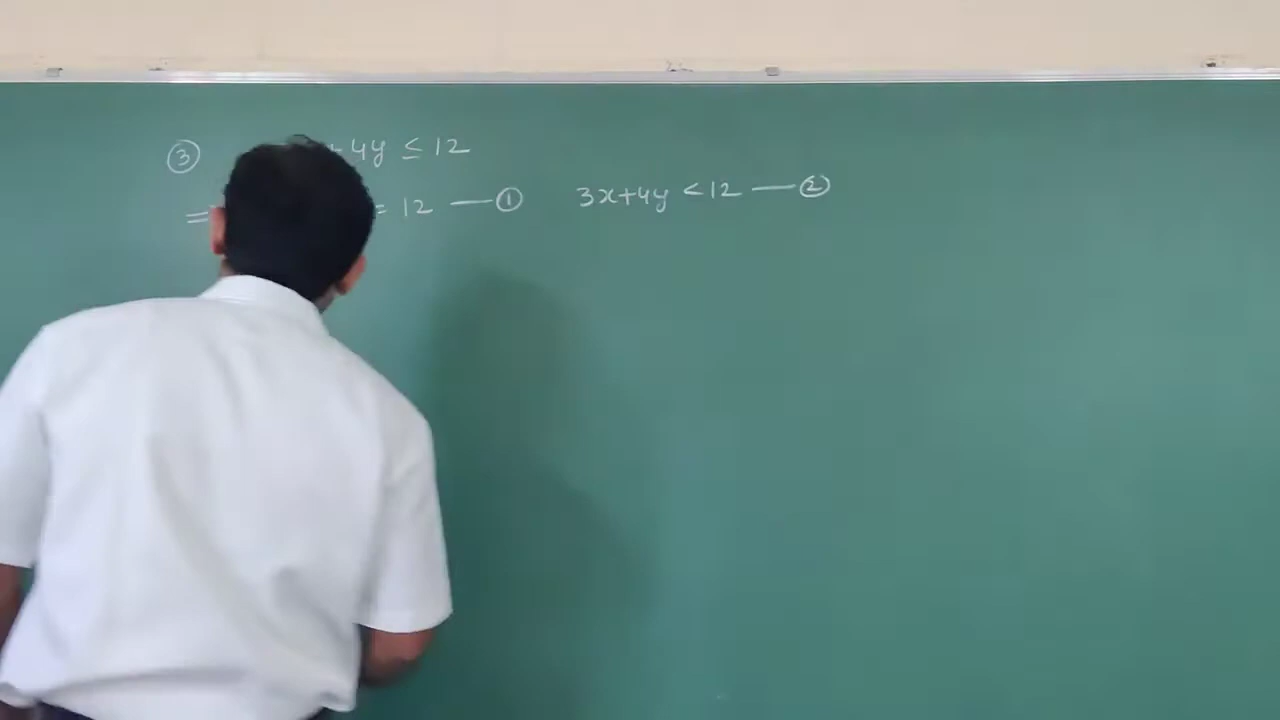 ③ + 4y ≤ 12
= = 12 — ①
3x+4y < 12 — ②